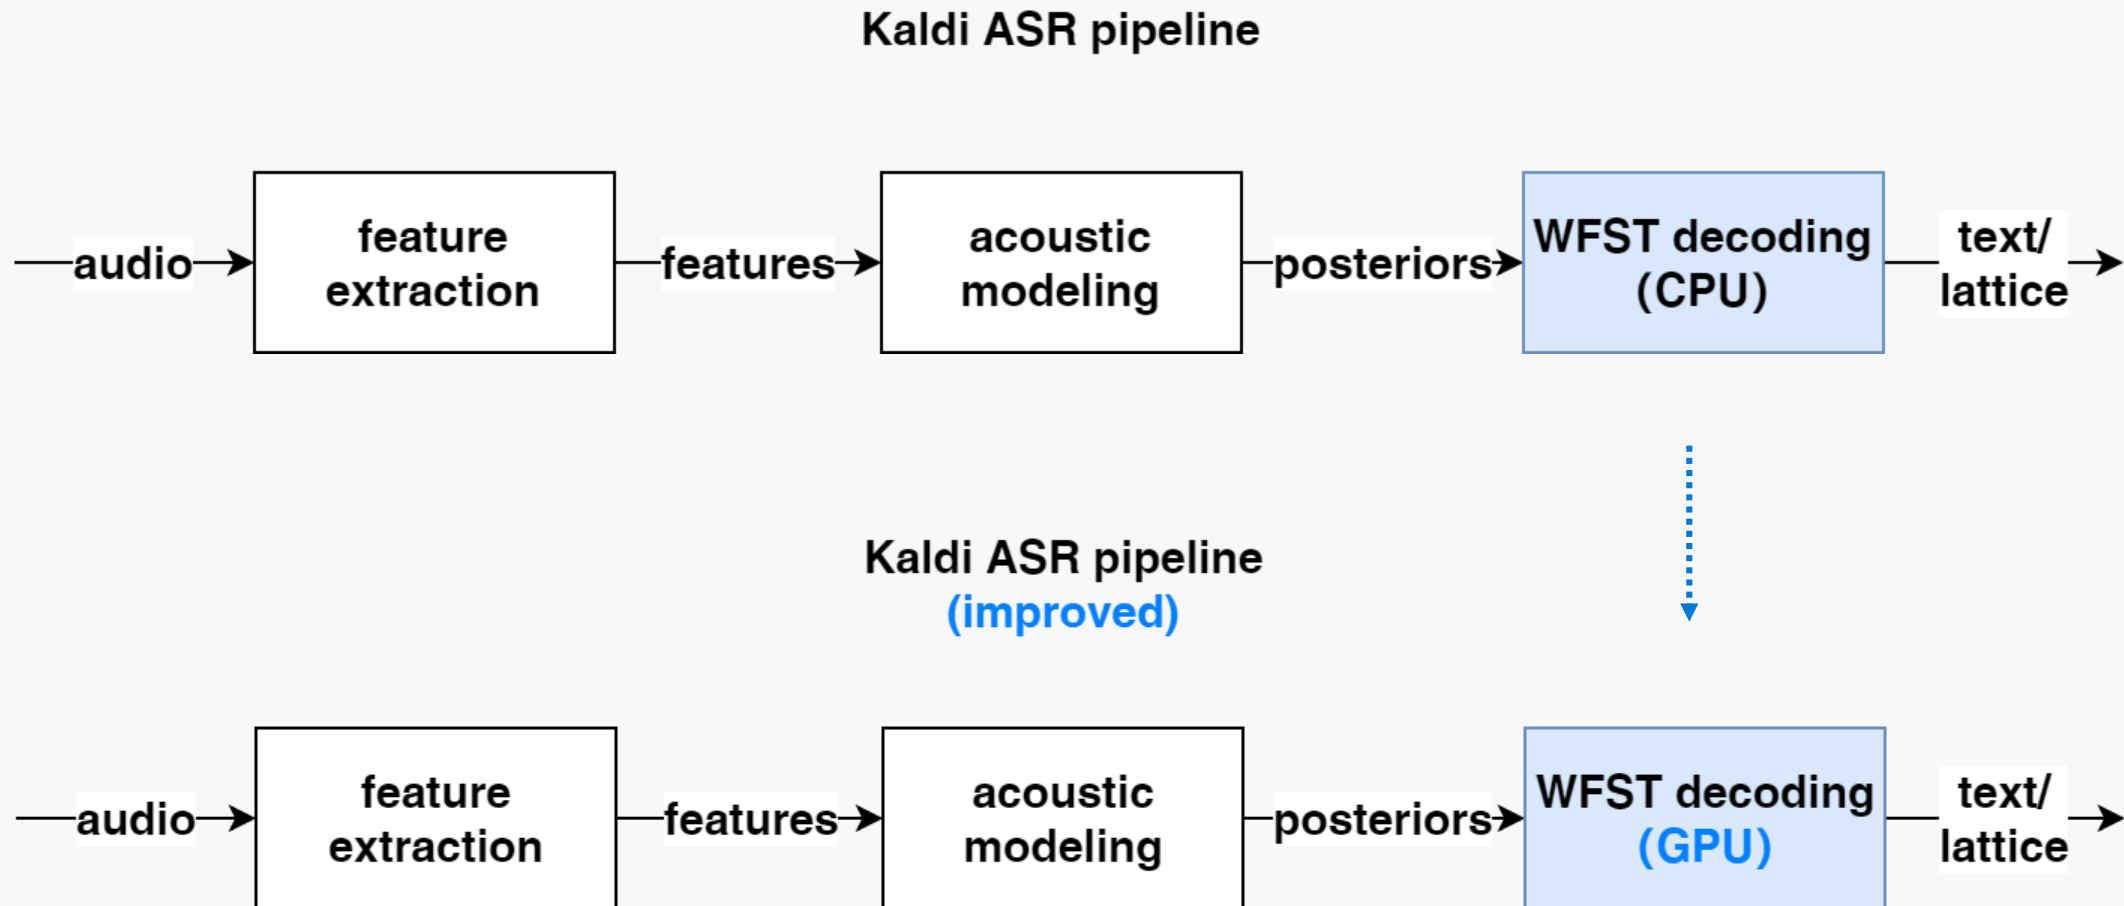 Kaldi ASR pipeline
audio
feature
extraction
features
acoustic
modeling
posteriors
WFST decoding
(CPU)
text/
lattice
Kaldi ASR pipeline
(improved)
audio
feature
extraction
features
acoustic
modeling
posteriors
WFST decoding
(GPU)
text/
lattice